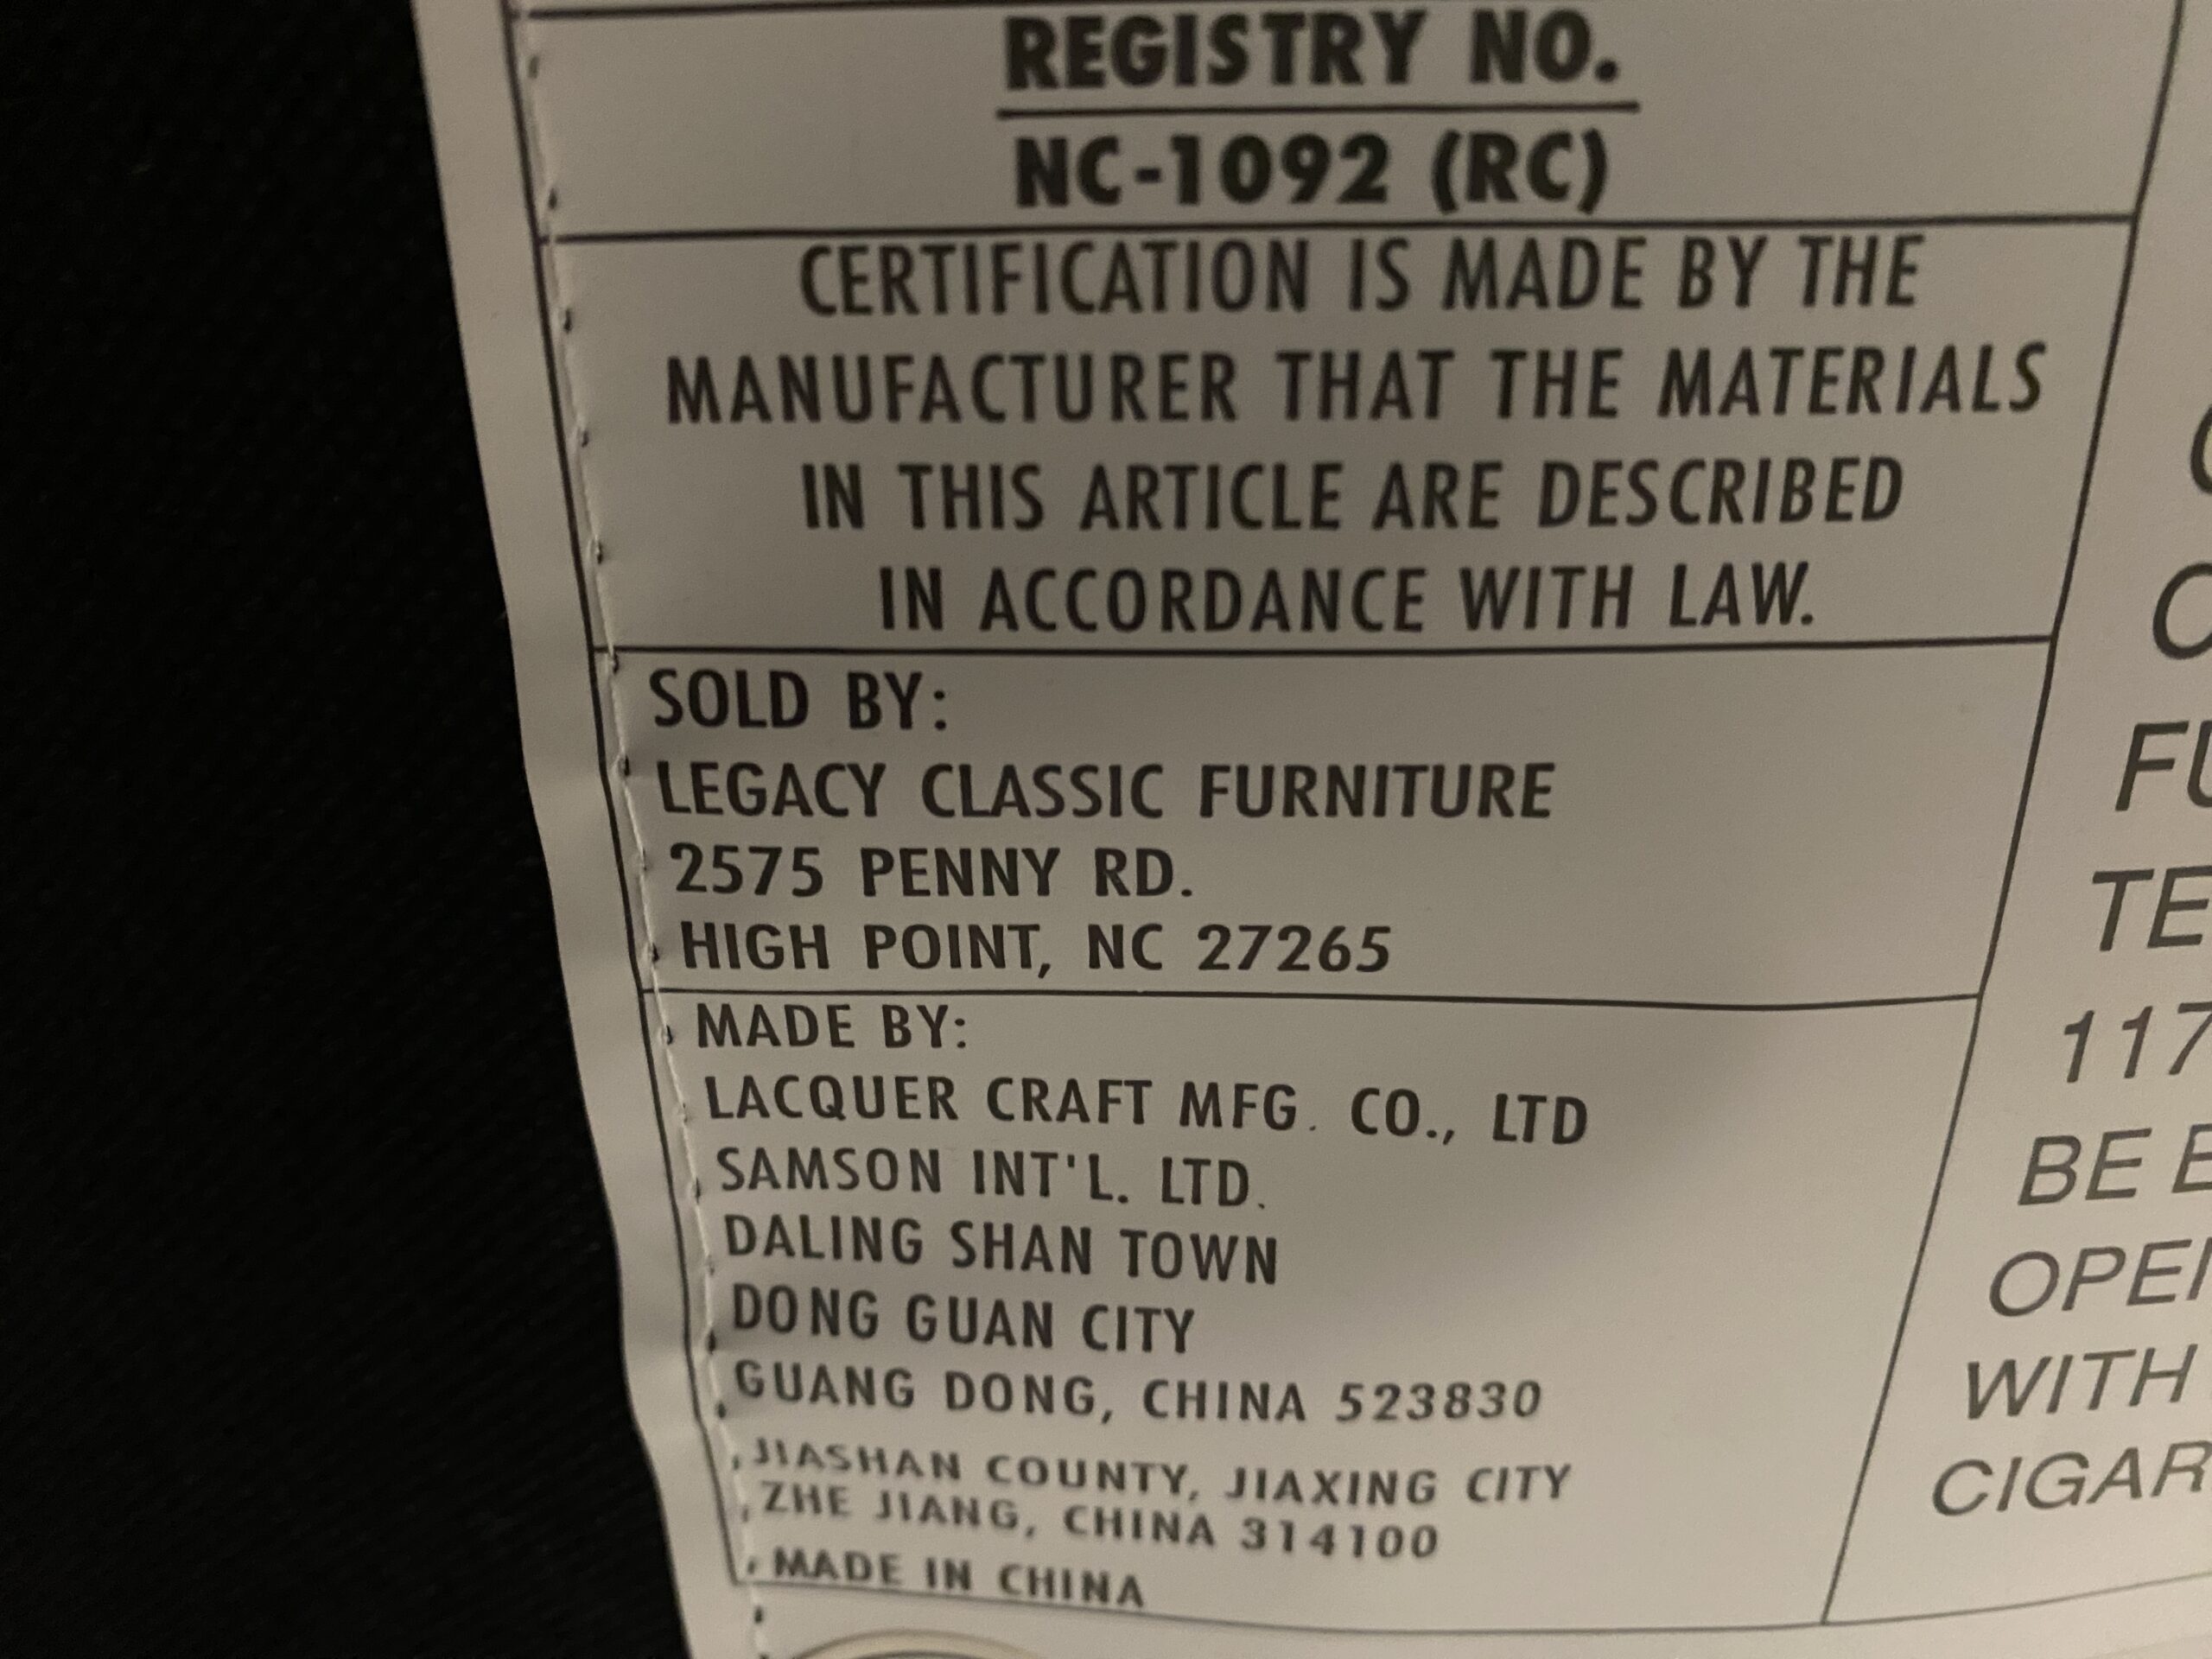 REGISTRY NO.
NC-1092 (RC)
CERTIFICATION IS MADE BY THE
MANUFACTURER THAT THE MATERIALS
IN THIS ARTICLE ARE DESCRIBED
IN ACCORDANCE WITH LAW.
SOLD BY:
LEGACY CLASSIC FURNITURE
2575 PENNY RD.
HIGH POINT, NC 27265
MADE BY:
LACQUER CRAFT MFG. CO., LTD
SAMSON INT'L. LTD.
DALING SHAN TOWN
DONG GUAN CITY
GUANG DONG, CHINA 523830
JIASHAN COUNTY, JIAXING CITY
ZHE JIANG, CHINA 314100
MADE IN CHINA
117
BE
WITH